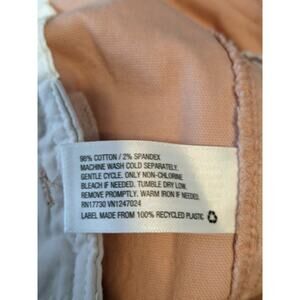 98% COTTON / 2% SPANDEX
MACHINE WASH COLD SEPARATELY.
GENTLE CYCLE. ONLY NON-CHLORINE
BLEACH IF NEEDED. TUMBLE DRY LOW.
REMOVE PROMPTLY. WARM IRON IF NEEDED.
RN17730 VN1247024
LABEL MADE FROM 100% RECYCLED PLASTIC